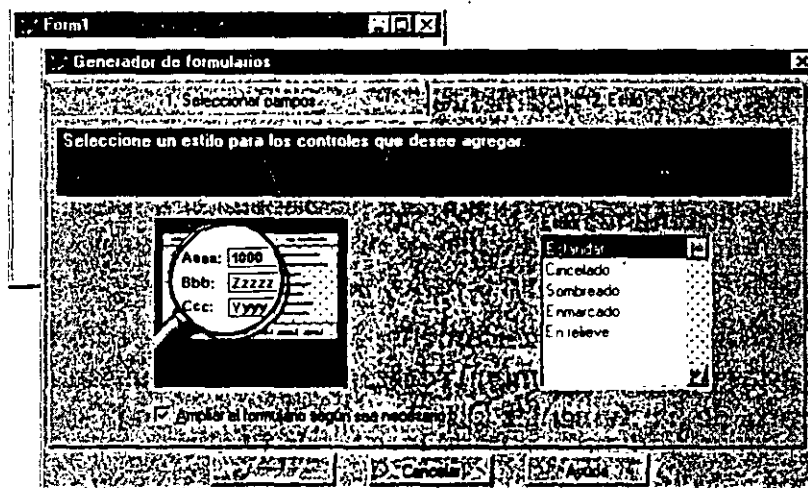 Form1
Generador de formularios
1. Seleccionar campos
2. Estilo
Seleccione un estilo para los controles que desee agregar.
Aaaa: 1000
Bbb: Zzzzz
Ccc: Yyyy
Estándar
Cincelado
Sombreado
Enmarcado
En relieve
Ampliar el formulario según sea necesario
Aceptar
Cancelar
Ayuda